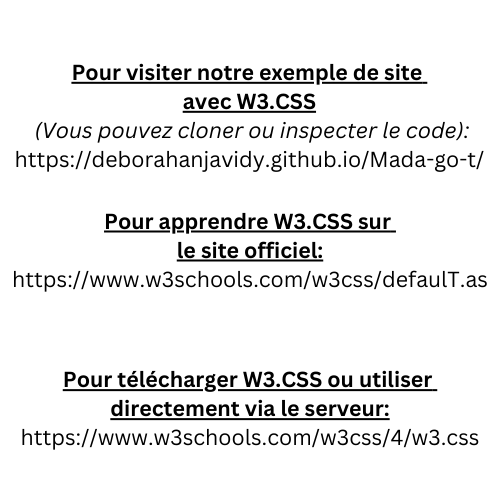 Pour visiter notre exemple de site
avec W3.CSS
(Vous pouvez cloner ou inspecter le code):
https://deborahanjavidy.github.io/Mada-go-t/
Pour apprendre W3.CSS sur
le site officiel:
https://www.w3schools.com/w3css/defaulT.as
Pour télécharger W3.CSS ou utiliser
directement via le serveur:
https://www.w3schools.com/w3css/4/w3.css